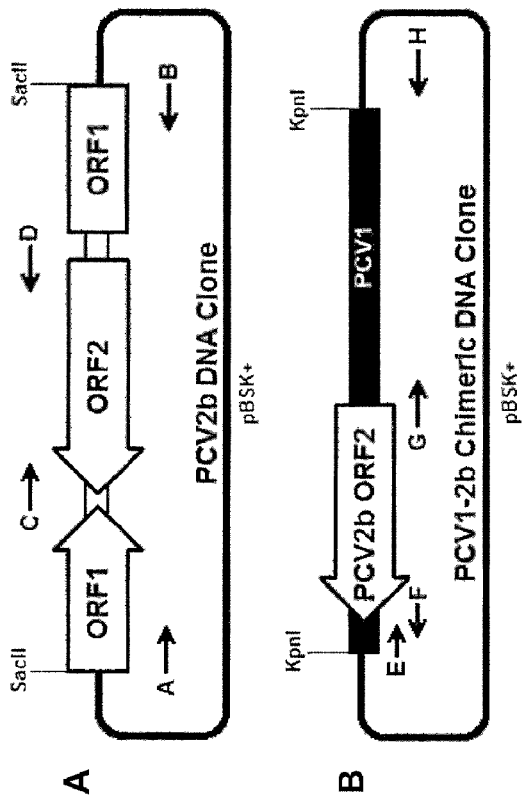 A
SacII
SacII
D
C
ORF1
ORF2
ORF1
A
B
PCV2b DNA Clone
pBSK+
B
KpnI
KpnI
PCV2b ORF2
PCV1
E
F
G
H
PCV1-2b Chimeric DNA Clone
pBSK+